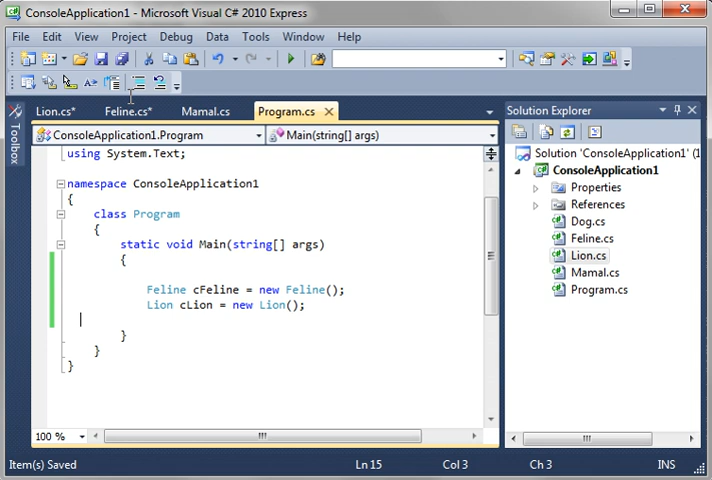 ConsoleApplication1 - Microsoft Visual C# 2010 Express
File Edit View Project Debug Data Tools Window Help
Lion.cs* Feline.cs* Mamal.cs Program.cs
ConsoleApplication1.Program Main(string[] args)
Toolbox
using System.Text;
namespace ConsoleApplication1
{
class Program
{
static void Main(string[] args)
{
Feline cFeline = new Feline();
Lion cLion = new Lion();
}
}
}
100 %
Solution Explorer
Solution 'ConsoleApplication1' (1
ConsoleApplication1
Properties
References
Dog.cs
Feline.cs
Lion.cs
Mamal.cs
Program.cs
Item(s) Saved Ln 15 Col 3 Ch 3 INS